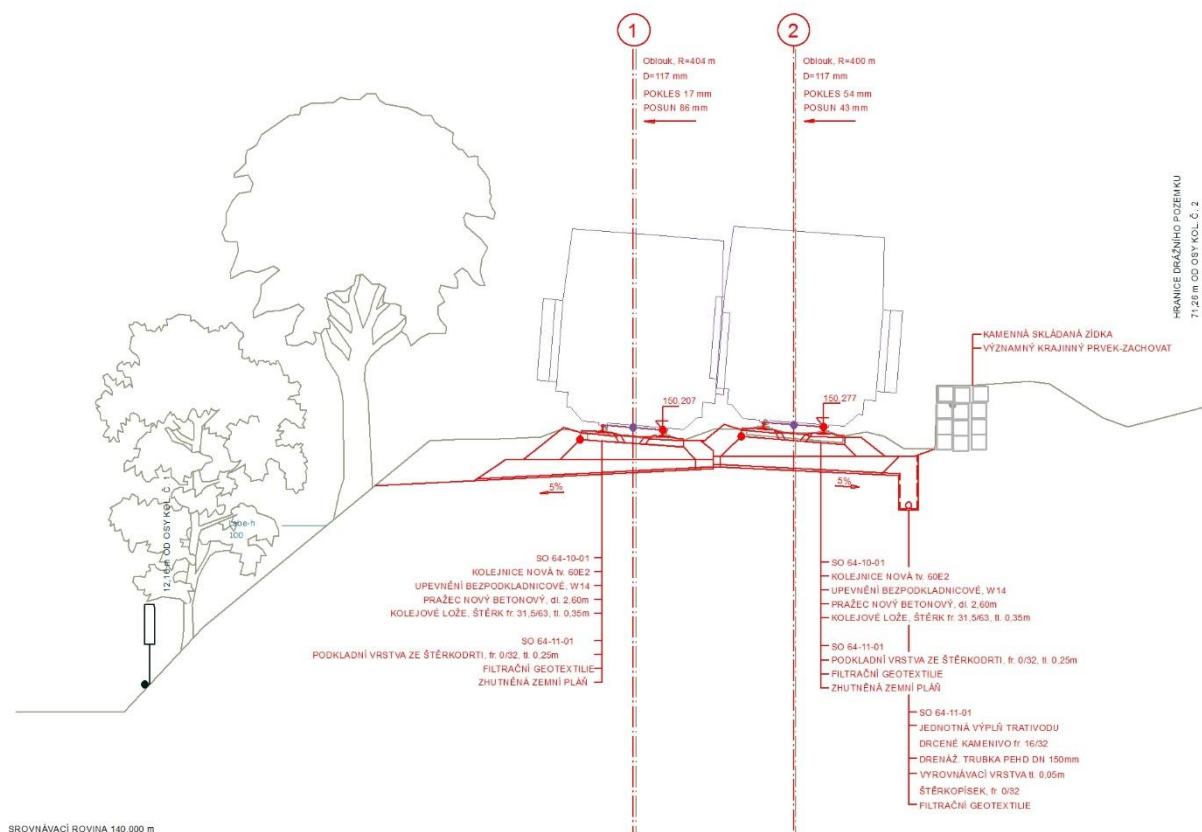 1
2
Oblouk, R=404 m
D=117 mm
POKLES 17 mm
POSUN 86 mm
Oblouk, R=400 m
D=117 mm
POKLES 54 mm
POSUN 43 mm
HRANICE DRÁŽNÍHO POZEMKU
71,26 m OD OSY KOL. Č. 2
KAMENNÁ SKLÁDANÁ ZÍDKA
VÝZNAMNÝ KRAJINNÝ PRVEK-ZACHOVAT
150,207
150,277
5%
5%
12,16 m OD OSY KOL. Č. 1
100
SO 64-10-01
KOLEJNICE NOVÁ tv. 60E2
UPEVNĚNÍ BEZPODKLADNICOVÉ, W14
PRAŽEC NOVÝ BETONOVÝ, dl. 2,60m
KOLEJOVÉ LOŽE, ŠTĚRK fr. 31,5/63, tl. 0,35m
SO 64-11-01
PODKLADNÍ VRSTVA ZE ŠTĚRKODRTI, fr. 0/32, tl. 0,25m
FILTRAČNÍ GEOTEXTILIE
ZHUTNĚNÁ ZEMNÍ PLÁŇ
SO 64-10-01
KOLEJNICE NOVÁ tv. 60E2
UPEVNĚNÍ BEZPODKLADNICOVÉ, W14
PRAŽEC NOVÝ BETONOVÝ, dl. 2,60m
KOLEJOVÉ LOŽE, ŠTĚRK fr. 31,5/63, tl. 0,35m
SO 64-11-01
PODKLADNÍ VRSTVA ZE ŠTĚRKODRTI, fr. 0/32, tl. 0,25m
FILTRAČNÍ GEOTEXTILIE
ZHUTNĚNÁ ZEMNÍ PLÁŇ
SO 64-11-01
JEDNOTNÁ VÝPLŇ TRATIVODU
DRCENÉ KAMENIVO fr. 16/32
DRENÁŽ. TRUBKA PEHD DN 150mm
VYROVNÁVACÍ VRSTVA tl. 0,05m
ŠTĚRKOPÍSEK, fr. 0/32
FILTRAČNÍ GEOTEXTILIE
SROVNÁVACÍ ROVINA 140,000 m